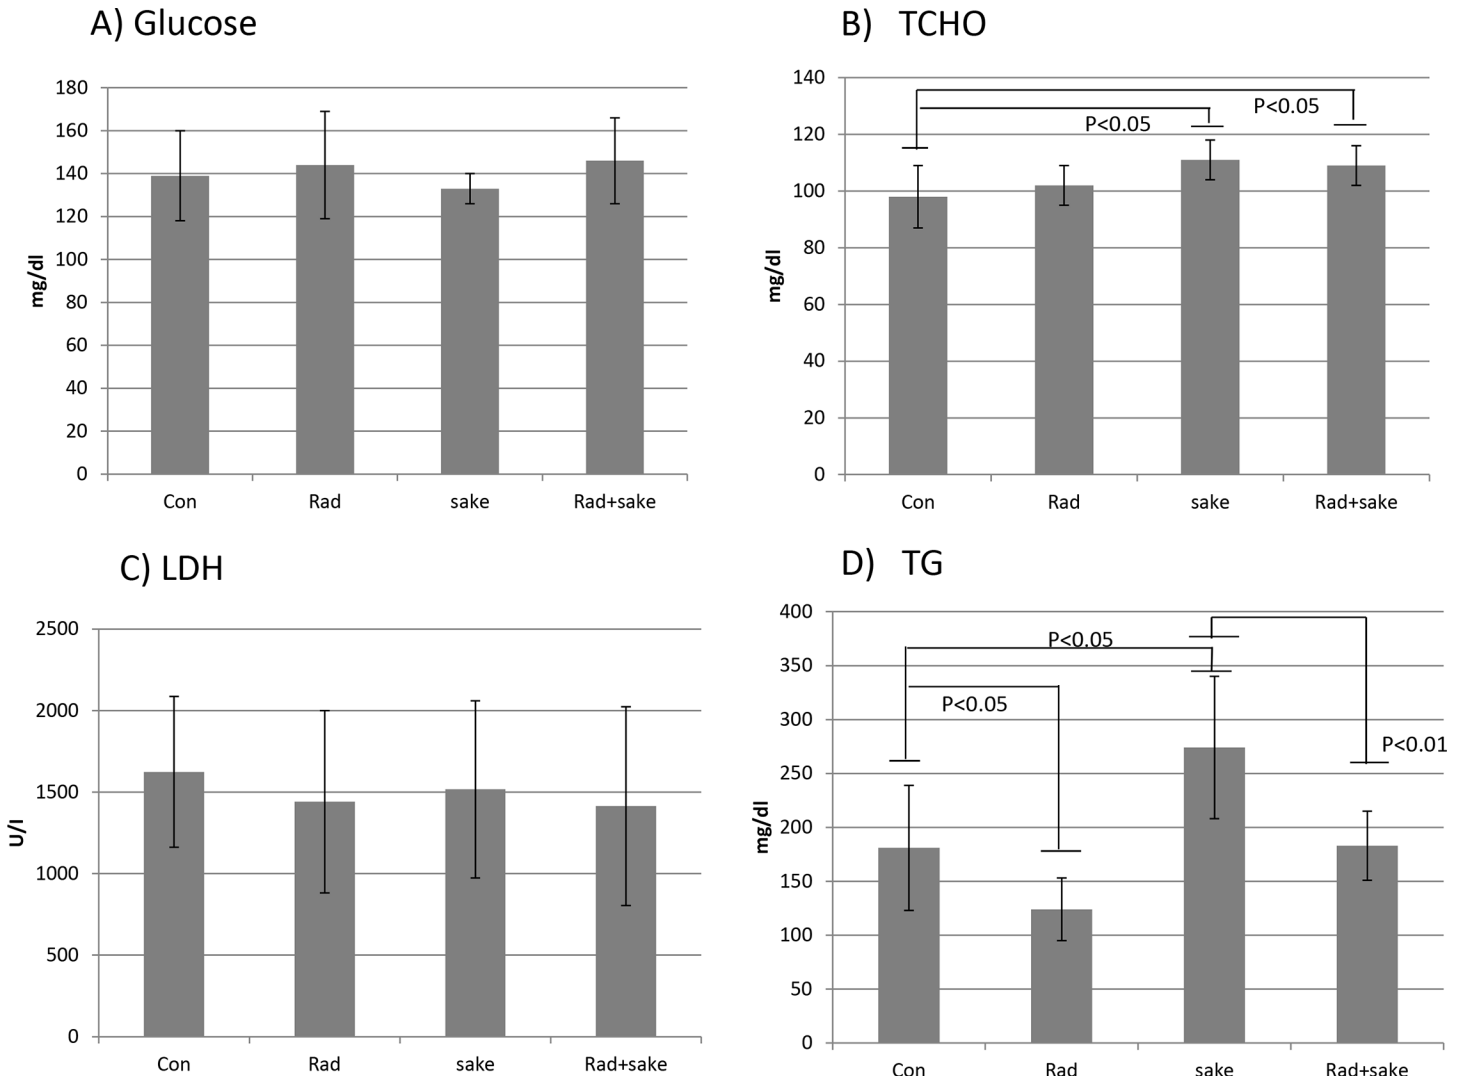 A) Glucose
180
160
140
120
100
80
60
40
20
0
mg/dl
Con Rad sake Rad+sake
B) TCHO
140
120
100
80
60
40
20
0
mg/dl
P<0.05
P<0.05
Con Rad sake Rad+sake
C) LDH
2500
2000
1500
1000
500
0
U/l
Con Rad sake Rad+sake
D) TG
400
350
300
250
200
150
100
50
0
mg/dl
P<0.05
P<0.05
P<0.01
Con Rad sake Rad+sake